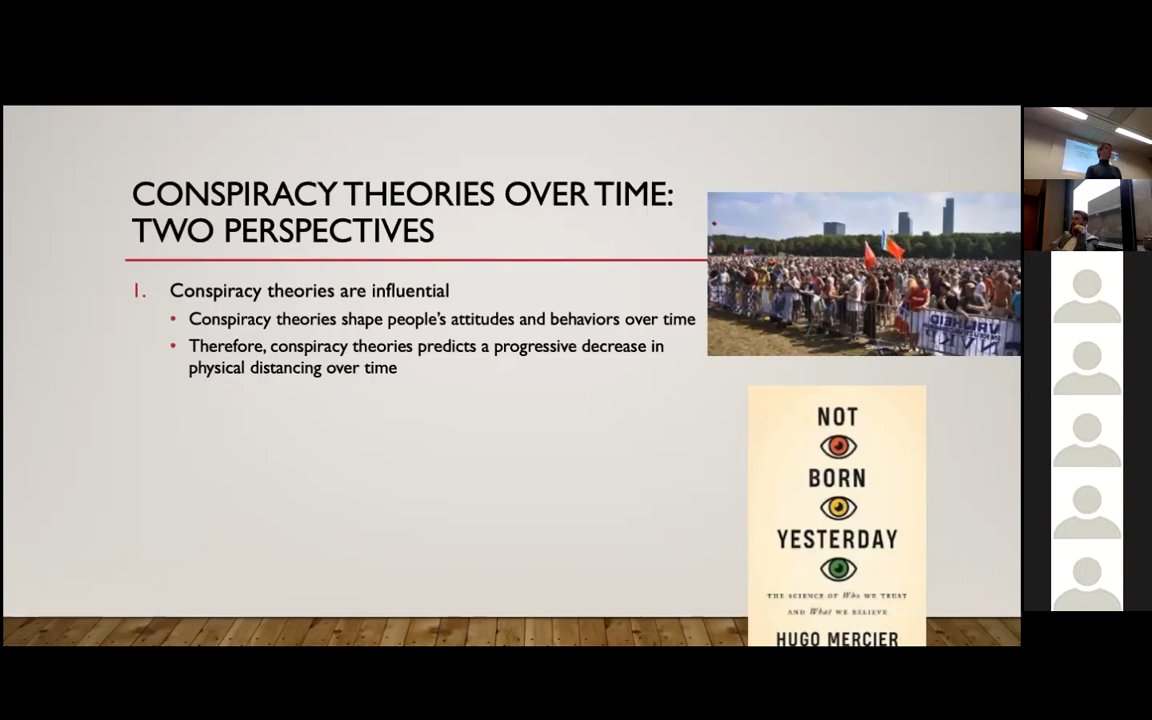 CONSPIRACY THEORIES OVER TIME:
TWO PERSPECTIVES
1. Conspiracy theories are influential
• Conspiracy theories shape people's attitudes and behaviors over time
• Therefore, conspiracy theories predicts a progressive decrease in
physical distancing over time
VRIJHEID
NOT
BORN
YESTERDAY
THE SCIENCE OF Who WE TRUST
AND What WE BELIEVE
HUGO MERCIER